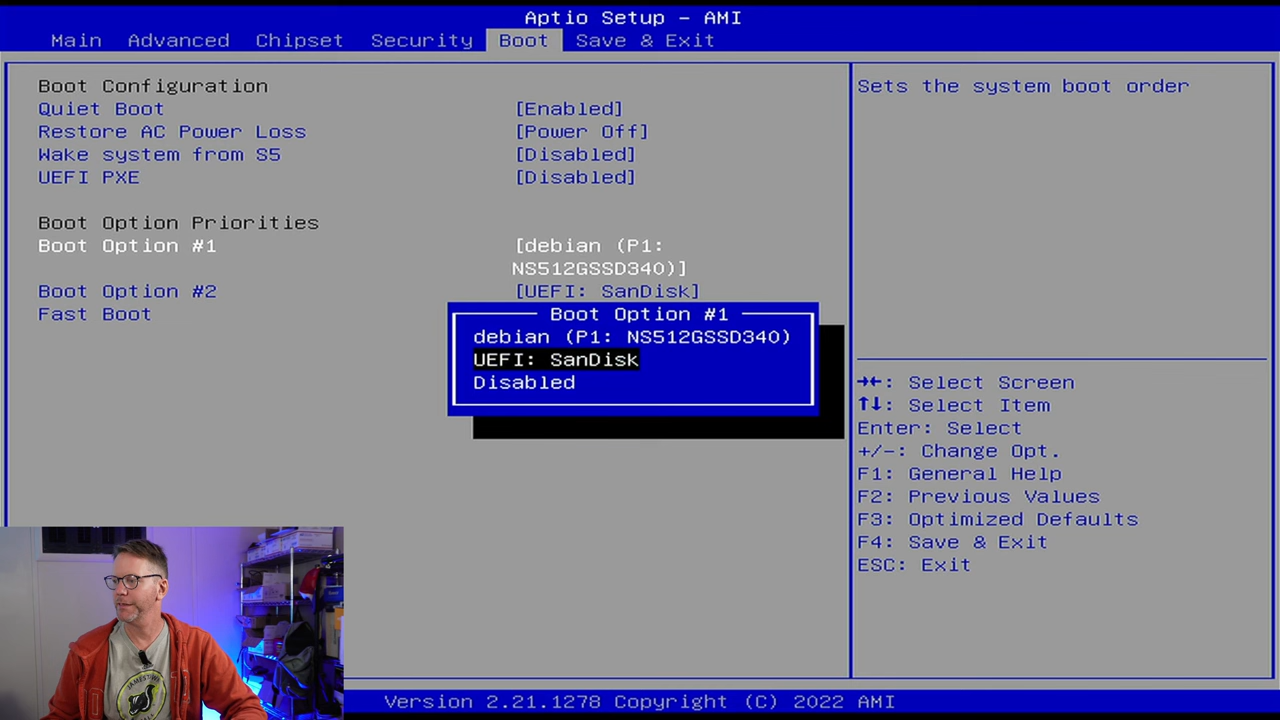 Aptio Setup – AMI
Main Advanced Chipset Security Boot Save & Exit
Boot Configuration
Quiet Boot [Enabled]
Restore AC Power Loss [Power Off]
Wake system from S5 [Disabled]
UEFI PXE [Disabled]
Boot Option Priorities
Boot Option #1 [debian (P1:
NS512GSSD340)]
Boot Option #2 [UEFI: SanDisk]
Fast Boot
Boot Option #1
debian (P1: NS512GSSD340)
UEFI: SanDisk
Disabled
Sets the system boot order
→←: Select Screen
↑↓: Select Item
Enter: Select
+/-: Change Opt.
F1: General Help
F2: Previous Values
F3: Optimized Defaults
F4: Save & Exit
ESC: Exit
Version 2.21.1278 Copyright (C) 2022 AMI